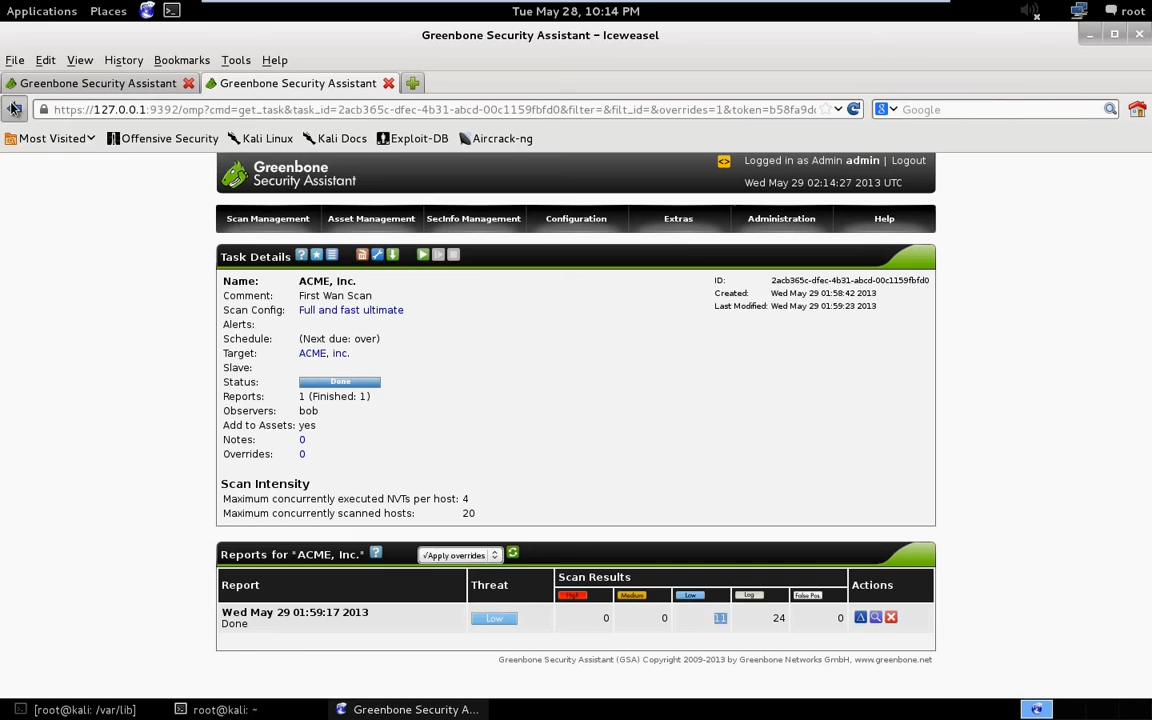 Applications Places Tue May 28, 10:14 PM root
Greenbone Security Assistant – Iceweasel
File Edit View History Bookmarks Tools Help
Greenbone Security Assistant Greenbone Security Assistant
https://127.0.0.1:9392/omp?cmd=get_task&task_id=2acb365c-dfec-4b31-abcd-00c1159fbfd0&filter=&filt_id=&overrides=1&token=b58fa9d Google
Most Visited Offensive Security Kali Linux Kali Docs Exploit-DB Aircrack-ng
Greenbone
Security Assistant
Logged in as Admin admin | Logout
Wed May 29 02:14:27 2013 UTC
Scan Management Asset Management SecInfo Management Configuration Extras Administration Help
Task Details
Name: ACME, Inc.
Comment: First Wan Scan
Scan Config: Full and fast ultimate
Alerts:
Schedule: (Next due: over)
Target: ACME, inc.
Slave:
Status: Done
Reports: 1 (Finished: 1)
Observers: bob
Add to Assets: yes
Notes: 0
Overrides: 0
ID: 2acb365c-dfec-4b31-abcd-00c1159fbfd0
Created: Wed May 29 01:58:42 2013
Last Modified: Wed May 29 01:59:23 2013
Scan Intensity
Maximum concurrently executed NVTs per host: 4
Maximum concurrently scanned hosts: 20
Reports for "ACME, Inc." √Apply overrides
Report Threat Scan Results Actions
High Medium Low Log False Pos.
Wed May 29 01:59:17 2013 Low 0 0 11 24 0
Done
Greenbone Security Assistant (GSA) Copyright 2009-2013 by Greenbone Networks GmbH, www.greenbone.net
[root@kali: /var/lib] root@kali: ~ Greenbone Security A...